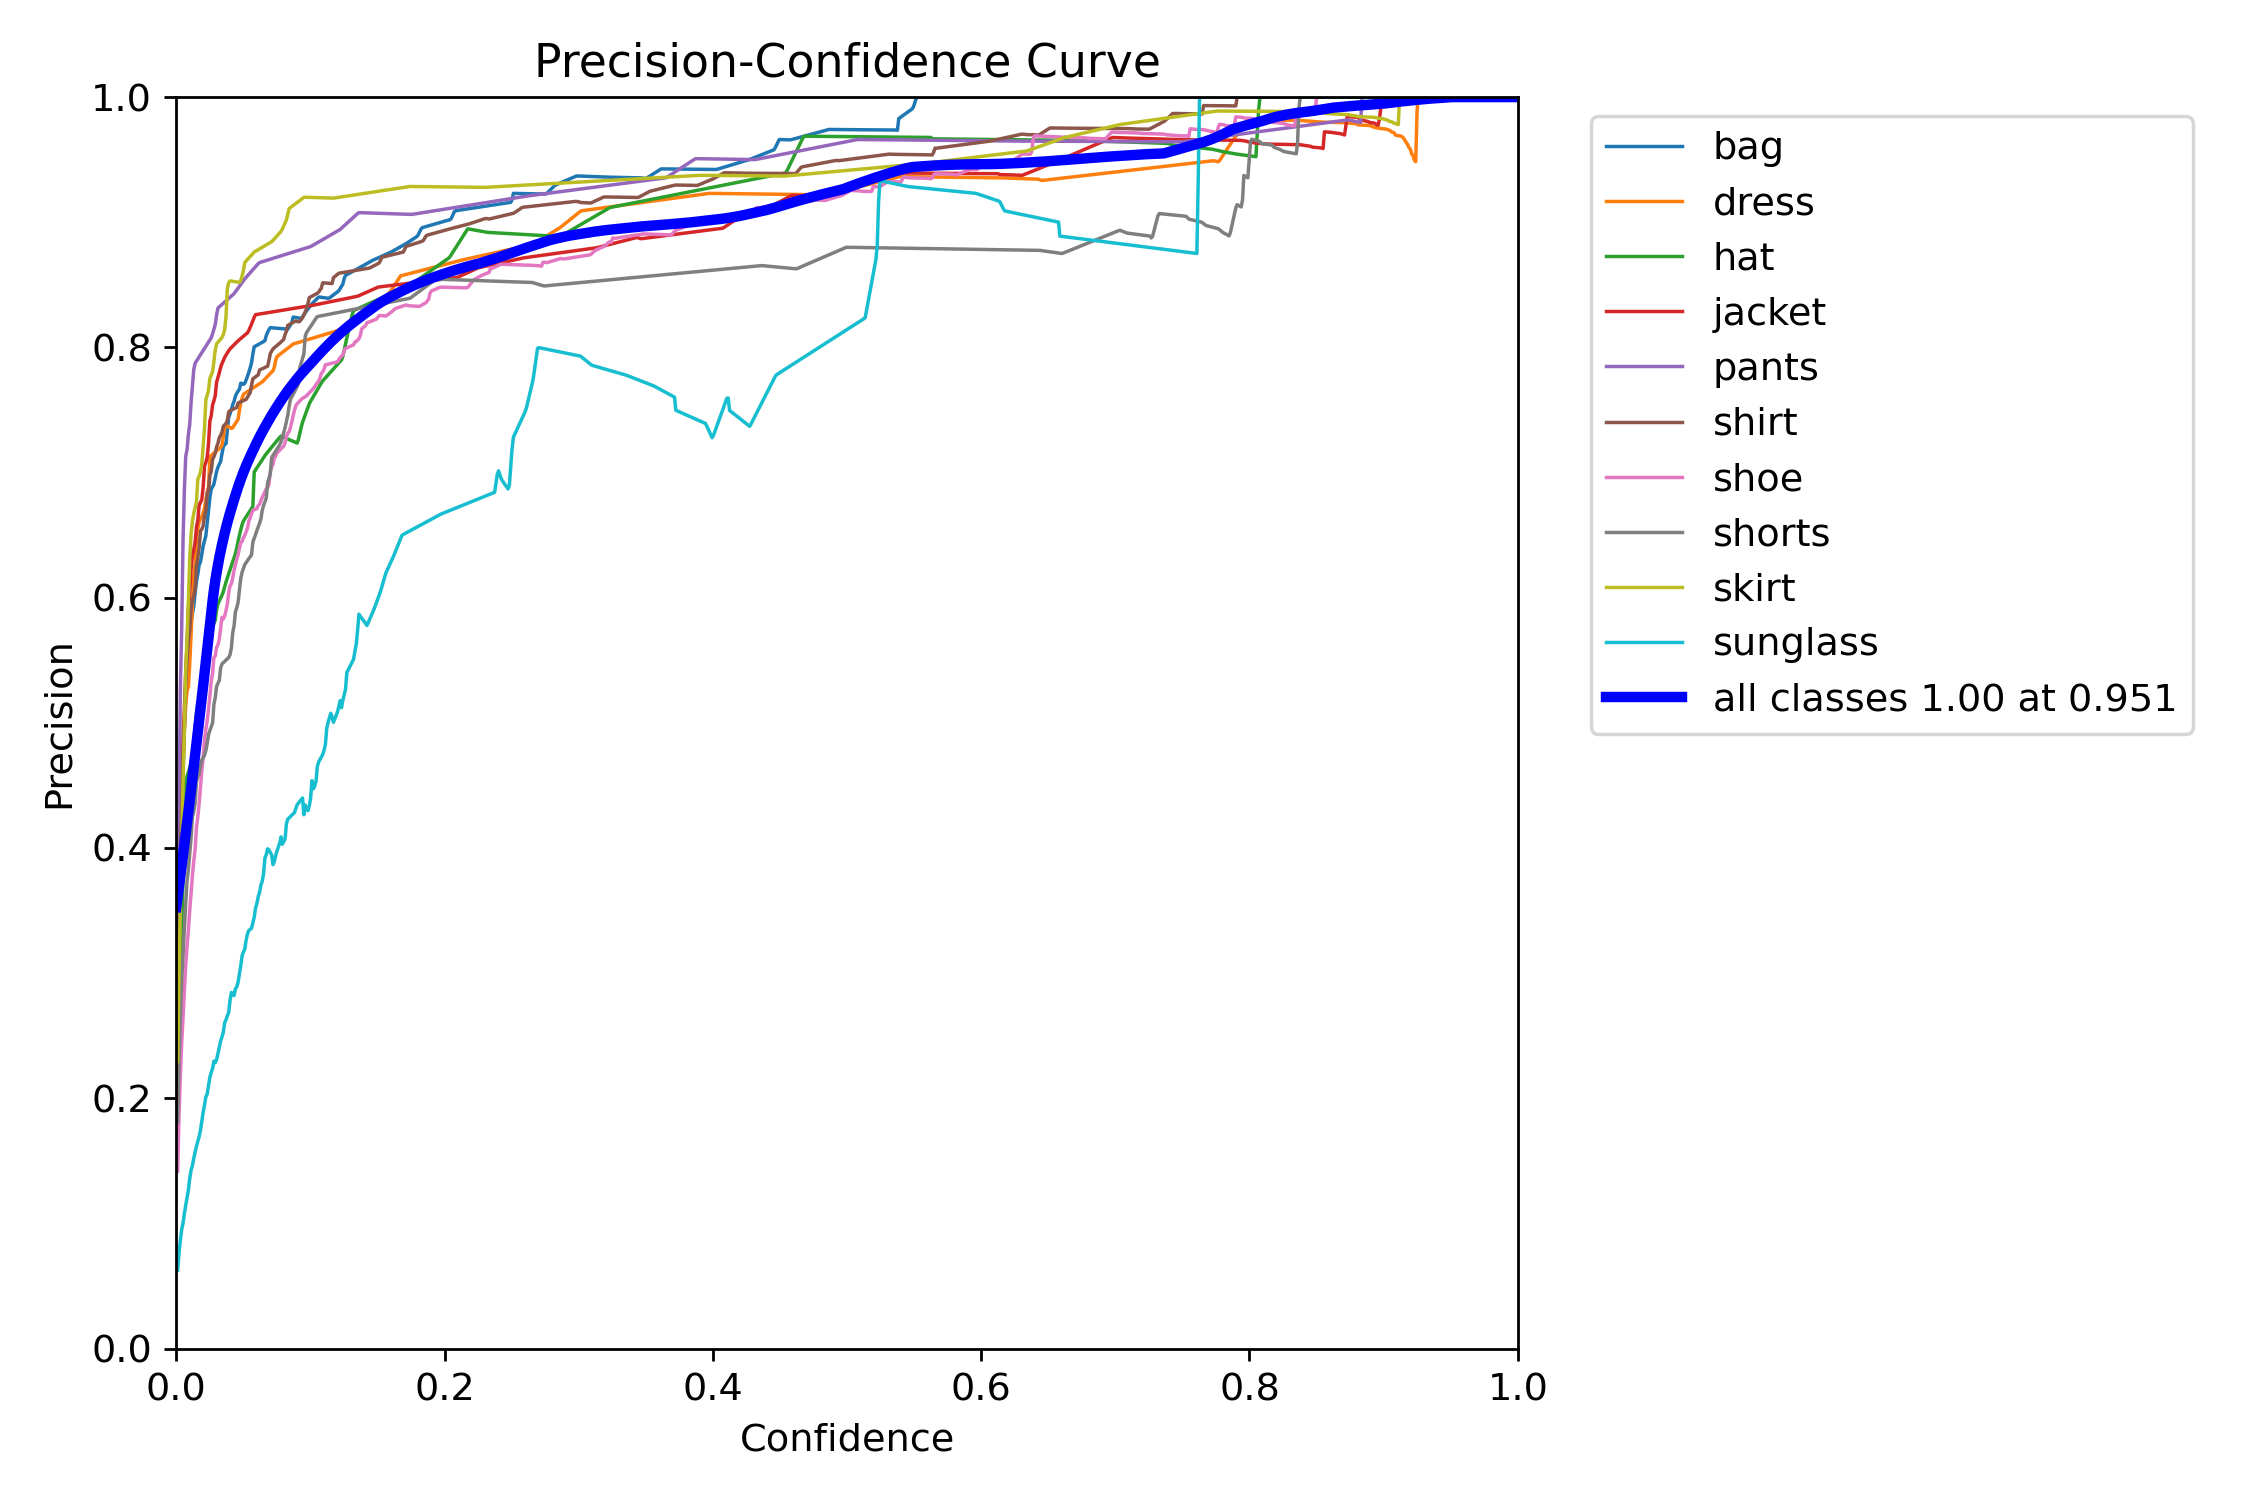 Precision-Confidence Curve
1.0
0.8
0.6
0.4
0.2
0.0
Precision
0.0 0.2 0.4 0.6 0.8 1.0
Confidence
bag
dress
hat
jacket
pants
shirt
shoe
shorts
skirt
sunglass
all classes 1.00 at 0.951